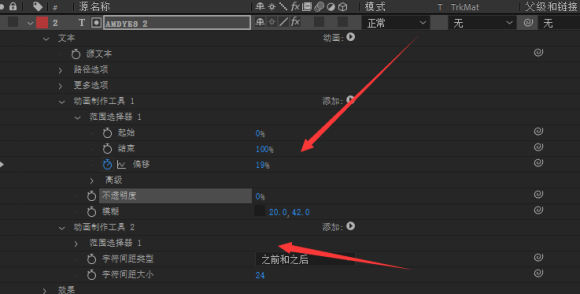 # 源名称 模式 T TrkMat 父级和链接
2 T AMDYES 2 正常 无 无
文本 动画:
源文本
路径选项
更多选项
动画制作工具 1 添加:
范围选择器 1
起始 0%
结束 100%
偏移 19%
高级
不透明度 0%
模糊 20.0,42.0
动画制作工具 2 添加:
范围选择器 1
字符间距类型 之前和之后
字符间距大小 24
效果